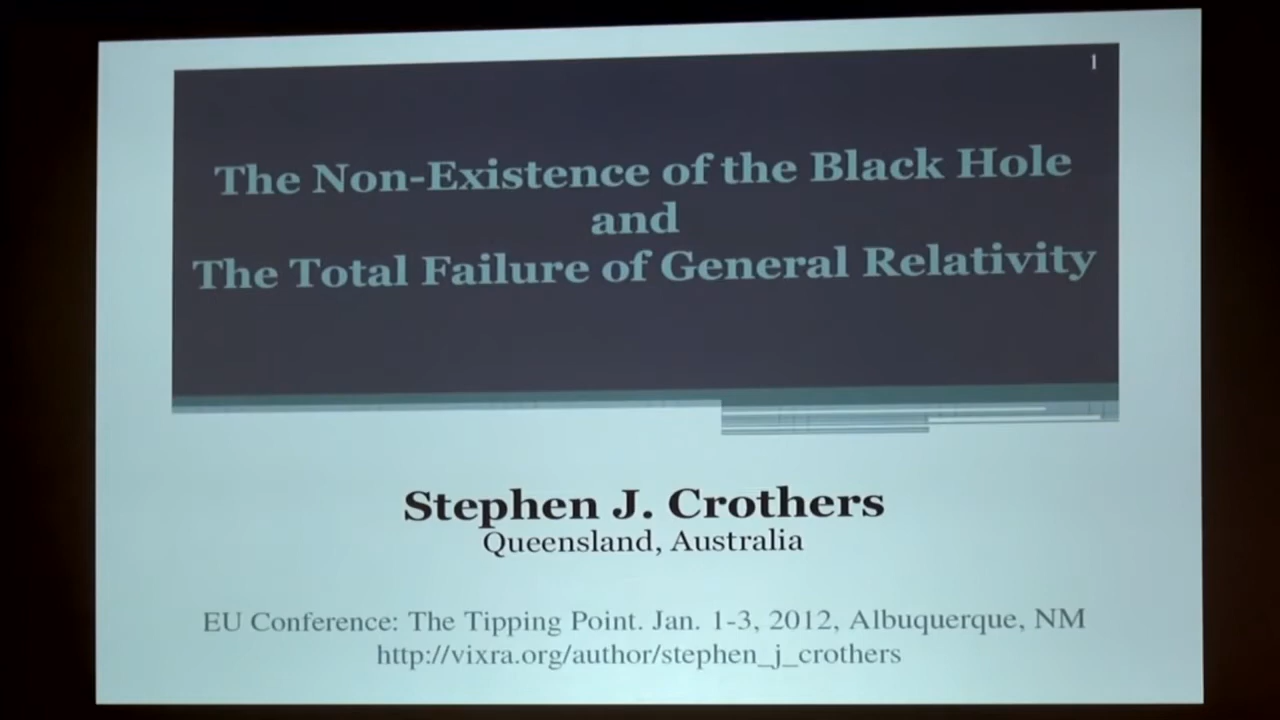 1
The Non-Existence of the Black Hole
and
The Total Failure of General Relativity
Stephen J. Crothers
Queensland, Australia
EU Conference: The Tipping Point. Jan. 1-3, 2012, Albuquerque, NM
http://vixra.org/author/stephen_j_crothers